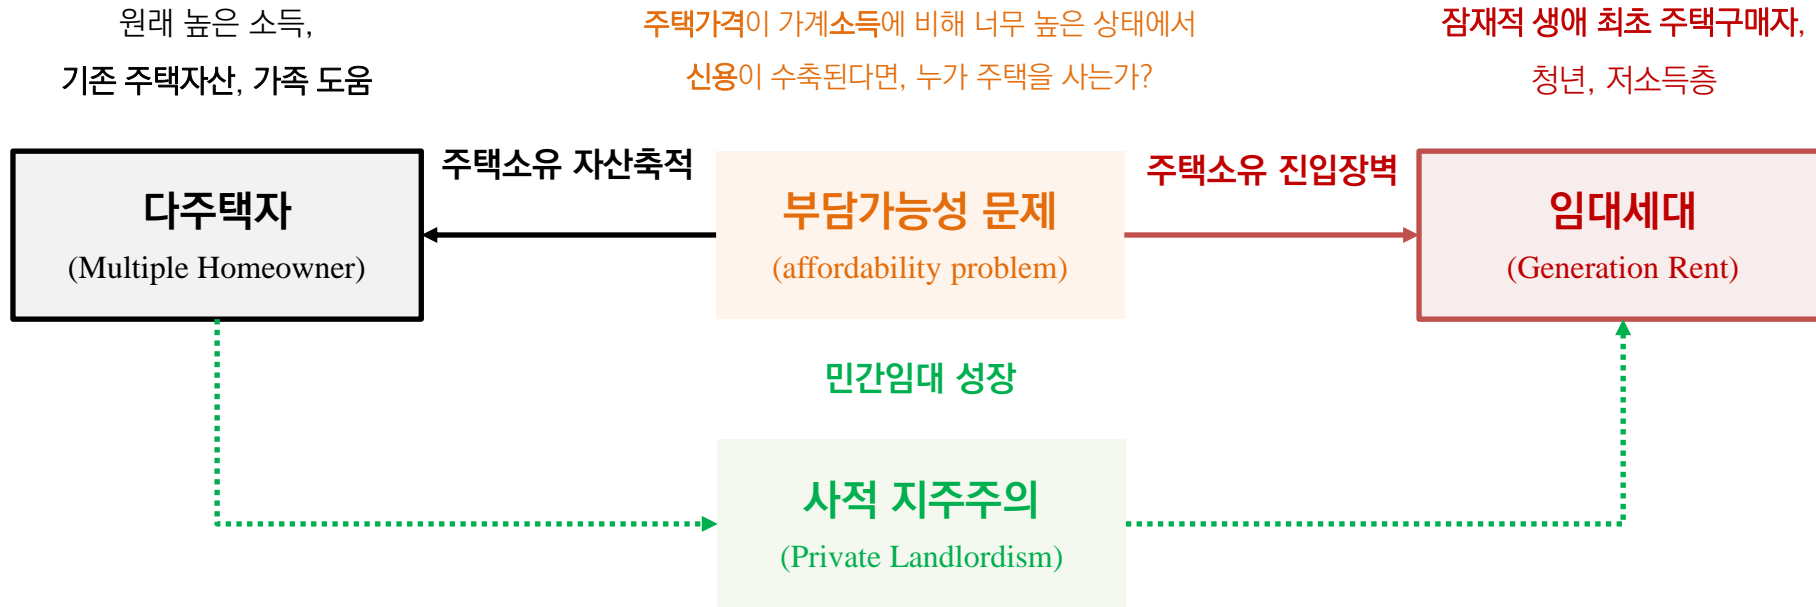 원래 높은 소득,
기존 주택자산, 가족 도움
주택가격이 가계소득에 비해 너무 높은 상태에서
신용이 수축된다면, 누가 주택을 사는가?
잠재적 생애 최초 주택구매자,
청년, 저소득층
다주택자
(Multiple Homeowner)
주택소유 자산축적
부담가능성 문제
(affordability problem)
주택소유 진입장벽
임대세대
(Generation Rent)
민간임대 성장
사적 지주주의
(Private Landlordism)